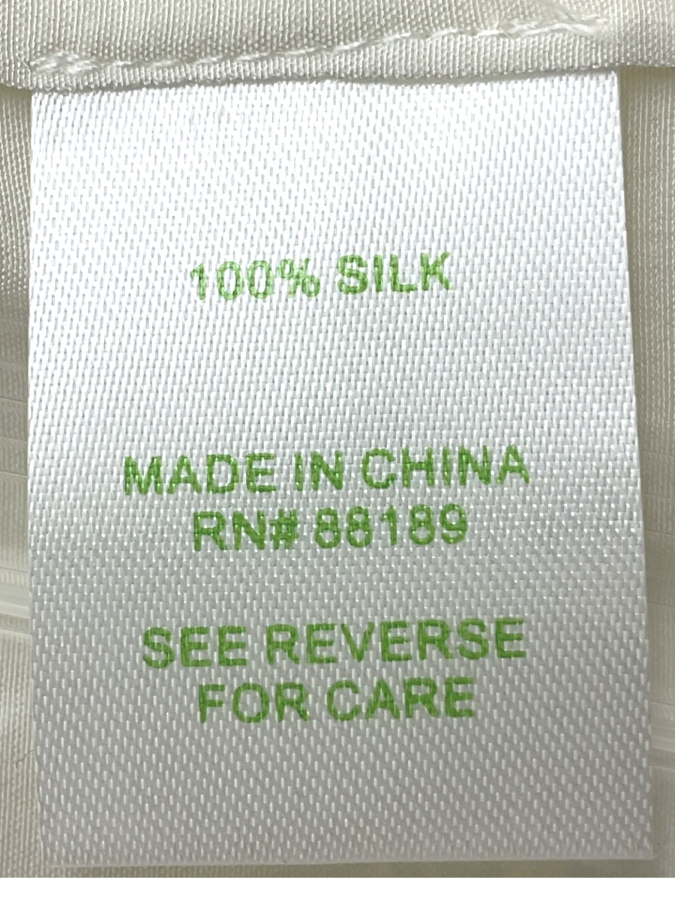 100% SILK
MADE IN CHINA
RN# 88189
SEE REVERSE
FOR CARE